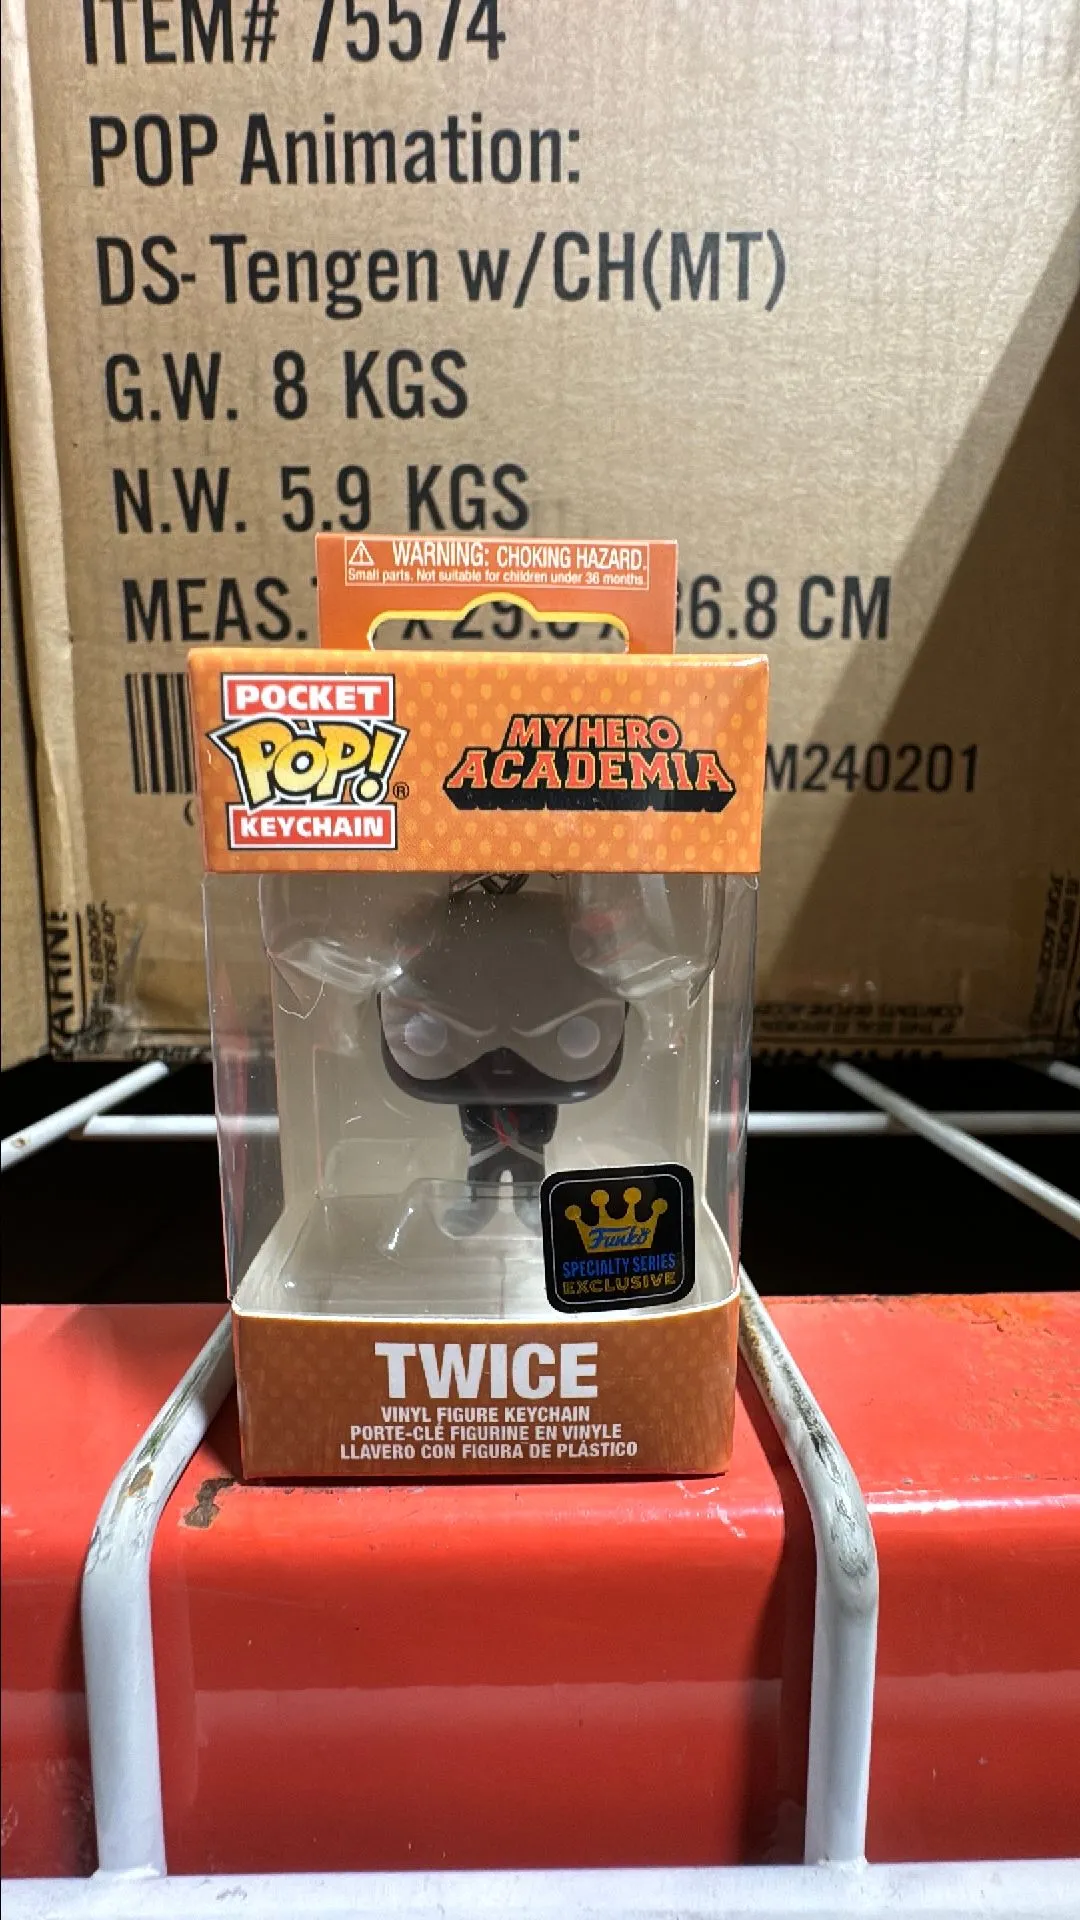 ITEM# 75574
POP Animation:
DS- Tengen w/CH(MT)
G.W. 8 KGS
N.W. 5.9 KGS
MEAS. X 29. 36.8 CM
M240201
WARNING: CHOKING HAZARD.
Small parts. Not suitable for children under 36 months.
POCKET
POP!®
KEYCHAIN
MY HERO
ACADEMIA
Funko
SPECIALTY SERIES
EXCLUSIVE
TWICE
VINYL FIGURE KEYCHAIN
PORTE-CLÉ FIGURINE EN VINYLE
LLAVERO CON FIGURA DE PLÁSTICO